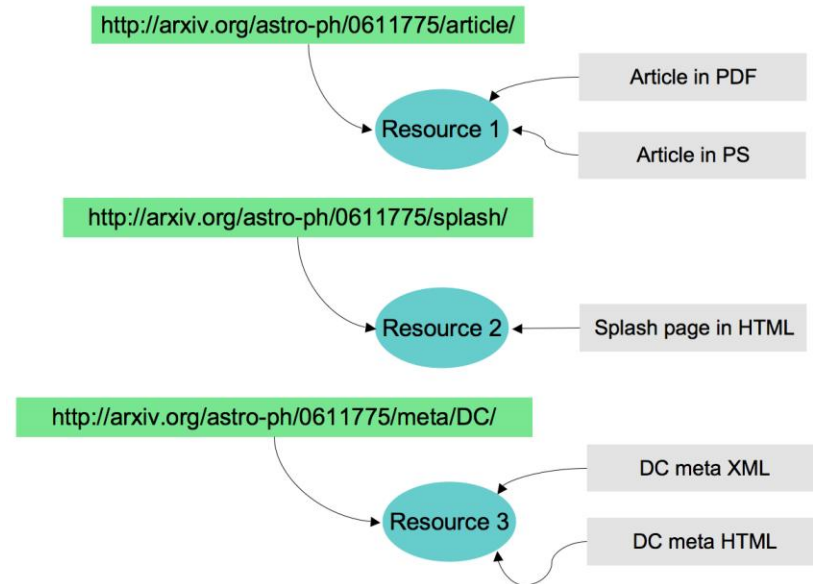 http://arxiv.org/astro-ph/0611775/article/
Article in PDF
Resource 1
Article in PS
http://arxiv.org/astro-ph/0611775/splash/
Resource 2
Splash page in HTML
http://arxiv.org/astro-ph/0611775/meta/DC/
DC meta XML
Resource 3
DC meta HTML